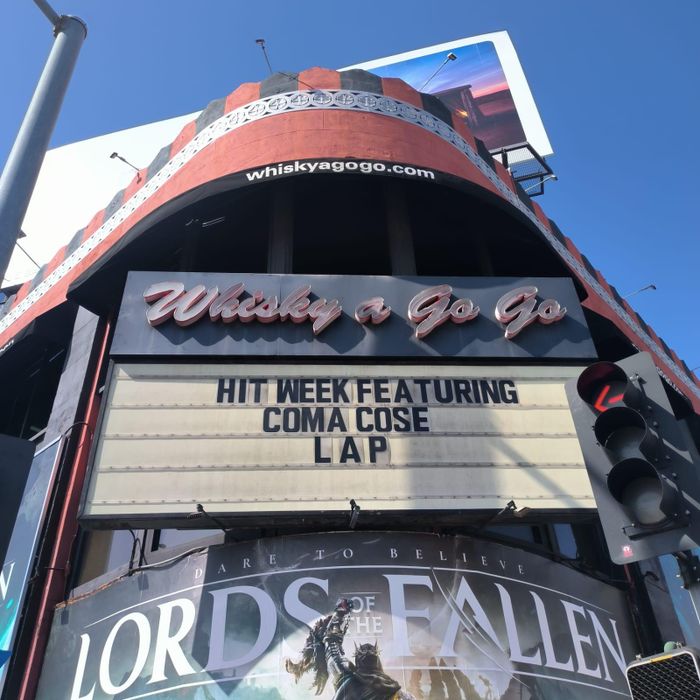 whiskyagogo.com
Whisky a Go Go
HIT WEEK FEATURING
COMA COSE
LAP
DARE TO BELIEVE
LORDS OF THE FALLEN